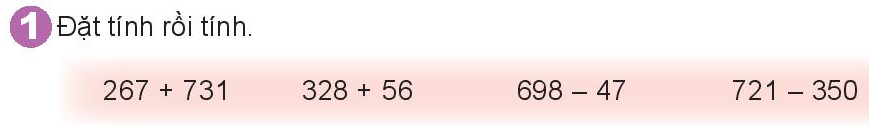 1 Đặt tính rồi tính.
267 + 731 328 + 56 698 – 47 721 – 350